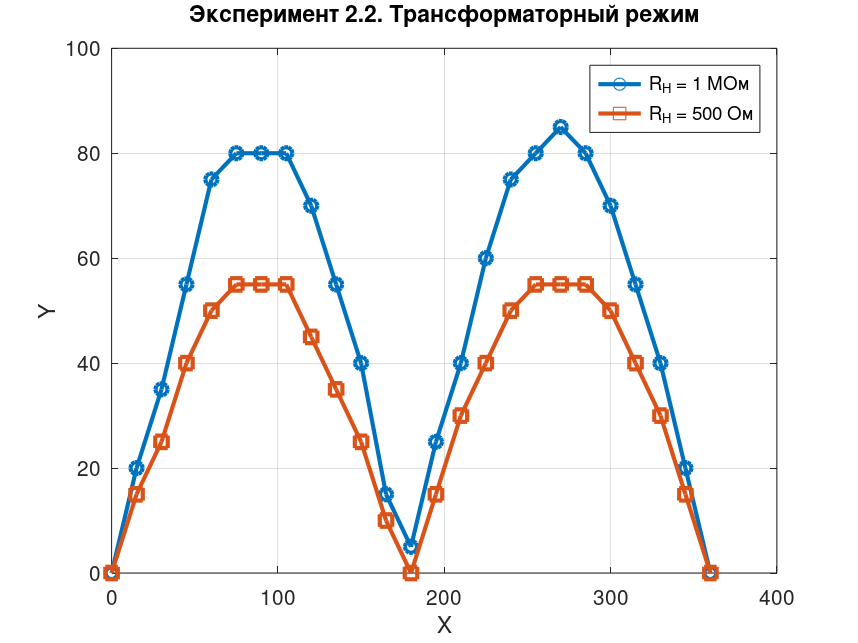 Эксперимент 2.2. Трансформаторный режим
100
80
60
40
20
0
Y
0 100 200 300 400
X
R_H = 1 МОм
R_H = 500 Ом